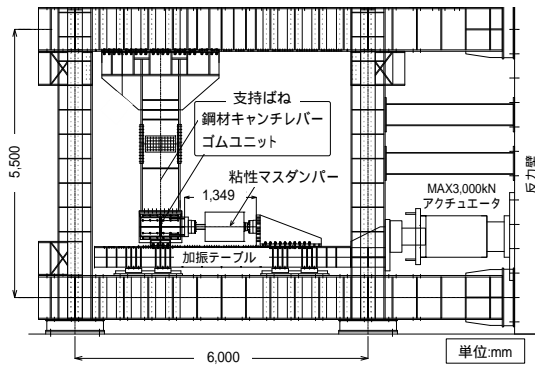 支持ばね
鋼材キャンチレバー
ゴムユニット
1,349
粘性マスダンパー
5,500
MAX3,000kN
アクチュエータ
反力壁
加振テーブル
6,000
単位:mm